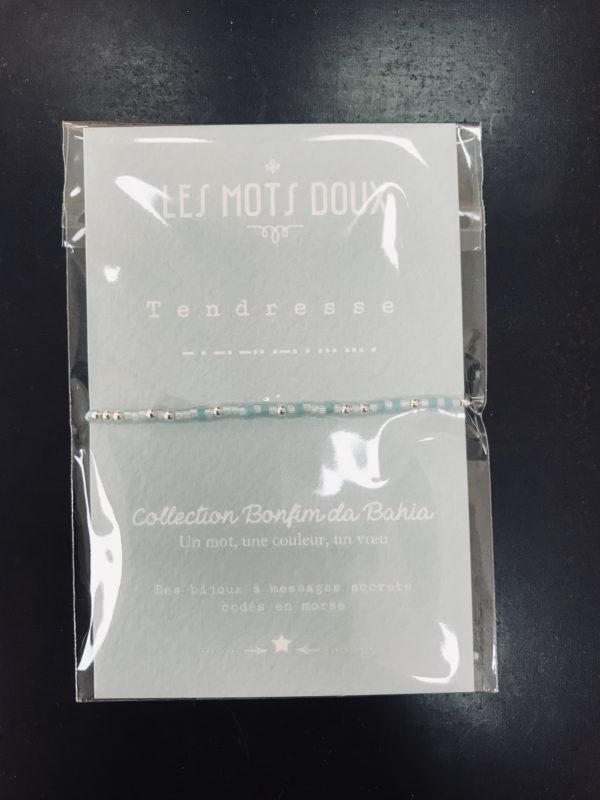 LES MOTS DOUX
Tendresse
Collection Bonfim da Bahia
Un mot, une couleur, un vœu
Des bijoux à messages secrets
codés en morse